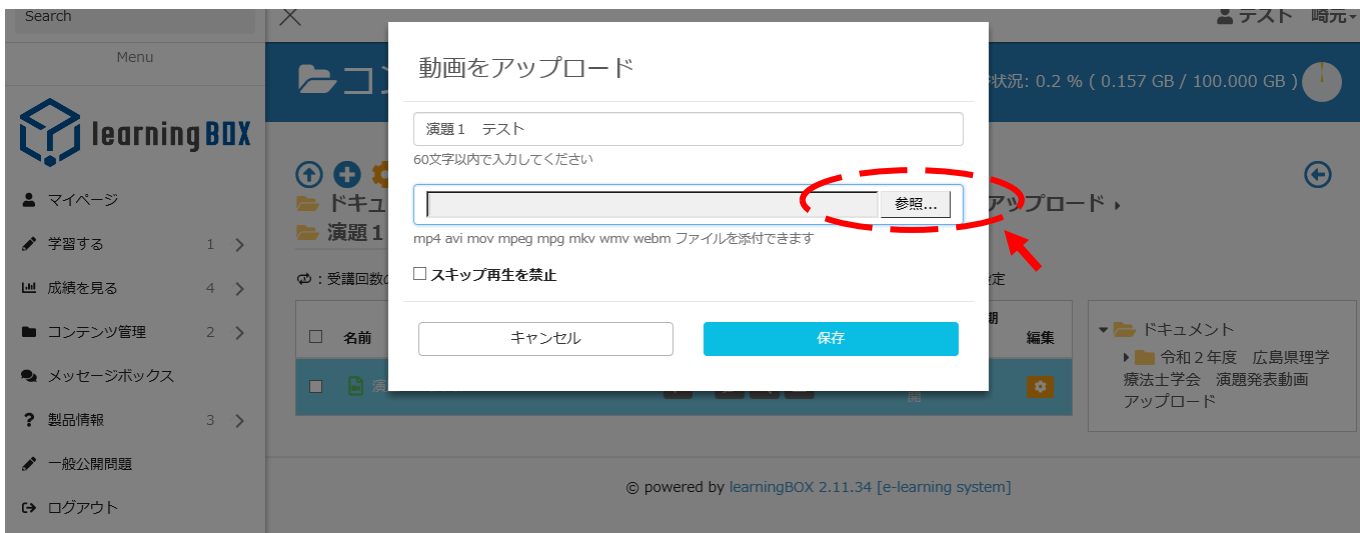 Search
テスト 崎元
Menu
learningBOX
マイページ
学習する 1
成績を見る 4
コンテンツ管理 2
メッセージボックス
製品情報 3
一般公開問題
ログアウト
コン
状況: 0.2 % ( 0.157 GB / 100.000 GB )
動画をアップロード
演題1 テスト
60文字以内で入力してください
参照...
mp4 avi mov mpeg mpg mkv wmv webm ファイルを添付できます
スキップ再生を禁止
キャンセル
保存
ドキュ
アップロード
演題1
:受講回数の
定
名前
期
編集
演
開
ドキュメント
令和2年度 広島県理学
療法士学会 演題発表動画
アップロード
© powered by learningBOX 2.11.34 [e-learning system]